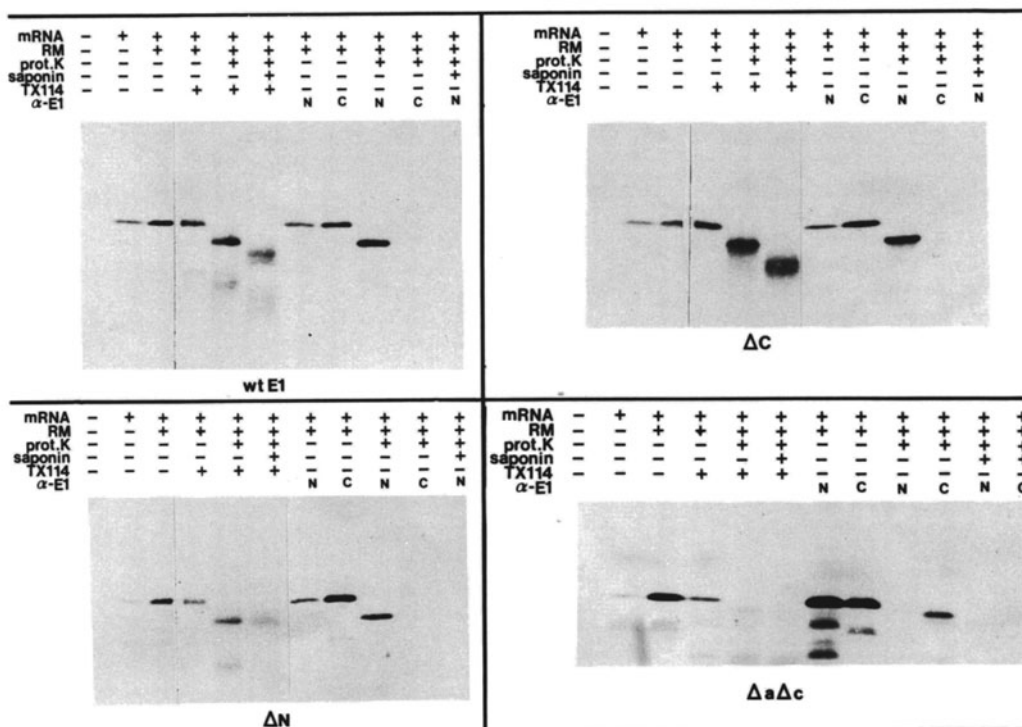 mRNA – + + + + + + + + + +
RM – – + + + + + + + + +
prot.K – – – – + + – – + + +
saponin – – – – – + – – – – +
TX114 – – – + + + – – – – –
α-E1 N C N C N
wt E1
mRNA – + + + + + + + + + +
RM – – + + + + + + + + +
prot.K – – – – + + – – + + +
saponin – – – – – + – – – – +
TX114 – – – + + + – – – – –
α-E1 N C N C N
ΔC
mRNA – + + + + + + + + + +
RM – – + + + + + + + + +
prot.K – – – – + + – – + + +
saponin – – – – – + – – – – +
TX114 – – – + + + – – – – –
α-E1 N C N C N
ΔN
mRNA – + + + + + + + + + + +
RM – – + + + + + + + + + +
prot.K – – – – + + – – + + + +
saponin – – – – – + – – – – + +
TX114 – – – + + + – – – – – –
α-E1 N C N C N C
ΔaΔc